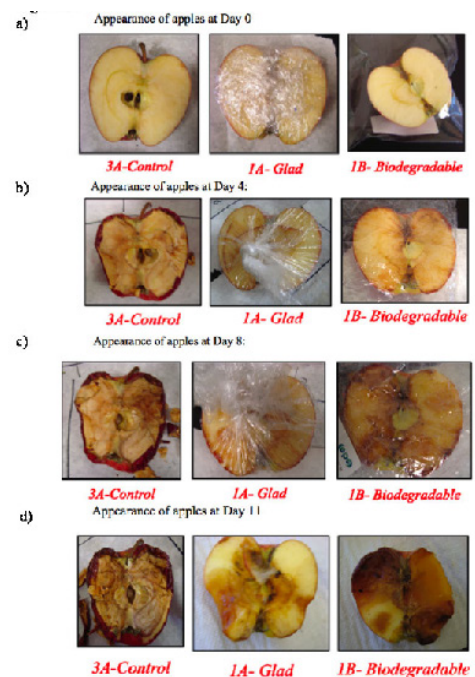 a) Appearance of apples at Day 0
3A-Control 1A- Glad 1B- Biodegradable
b) Appearance of apples at Day 4:
3A-Control 1A- Glad 1B- Biodegradable
c) Appearance of apples at Day 8:
3A-Control 1A- Glad 1B- Biodegradable
d) Appearance of apples at Day 11
3A-Control 1A - Glad 1B- Biodegradable